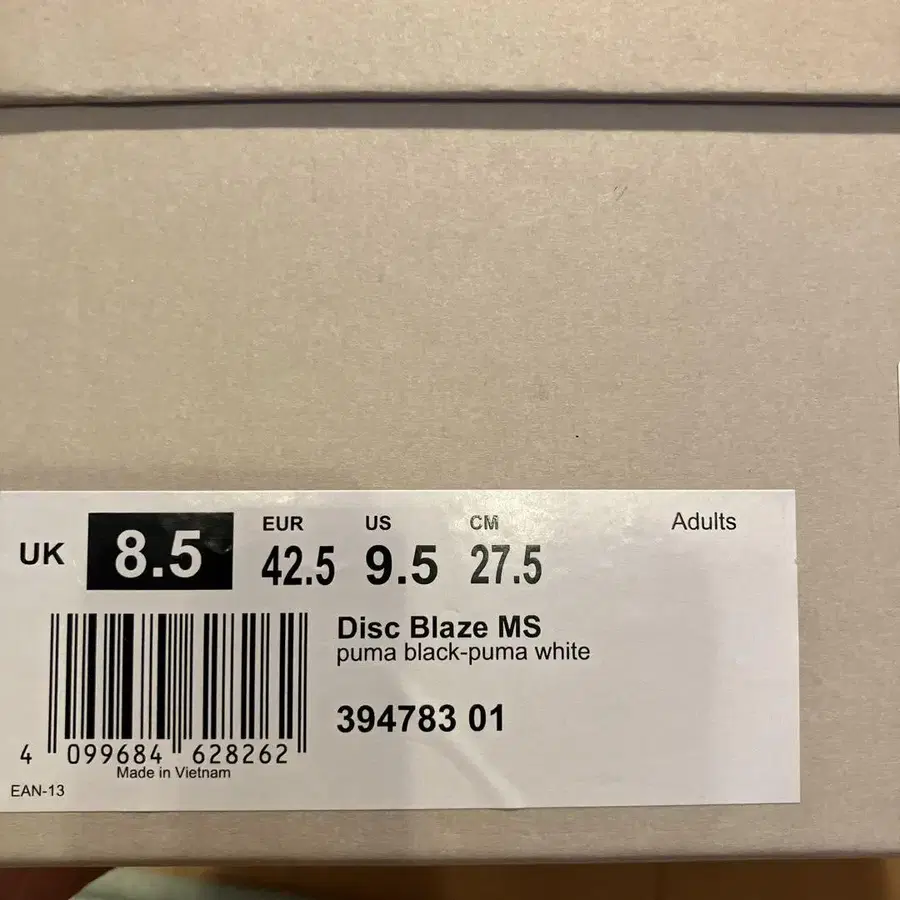 UK 8.5 EUR 42.5 US 9.5 CM 27.5 Adults
Disc Blaze MS
puma black-puma white
394783 01
4 099684 628262
Made in Vietnam
EAN-13